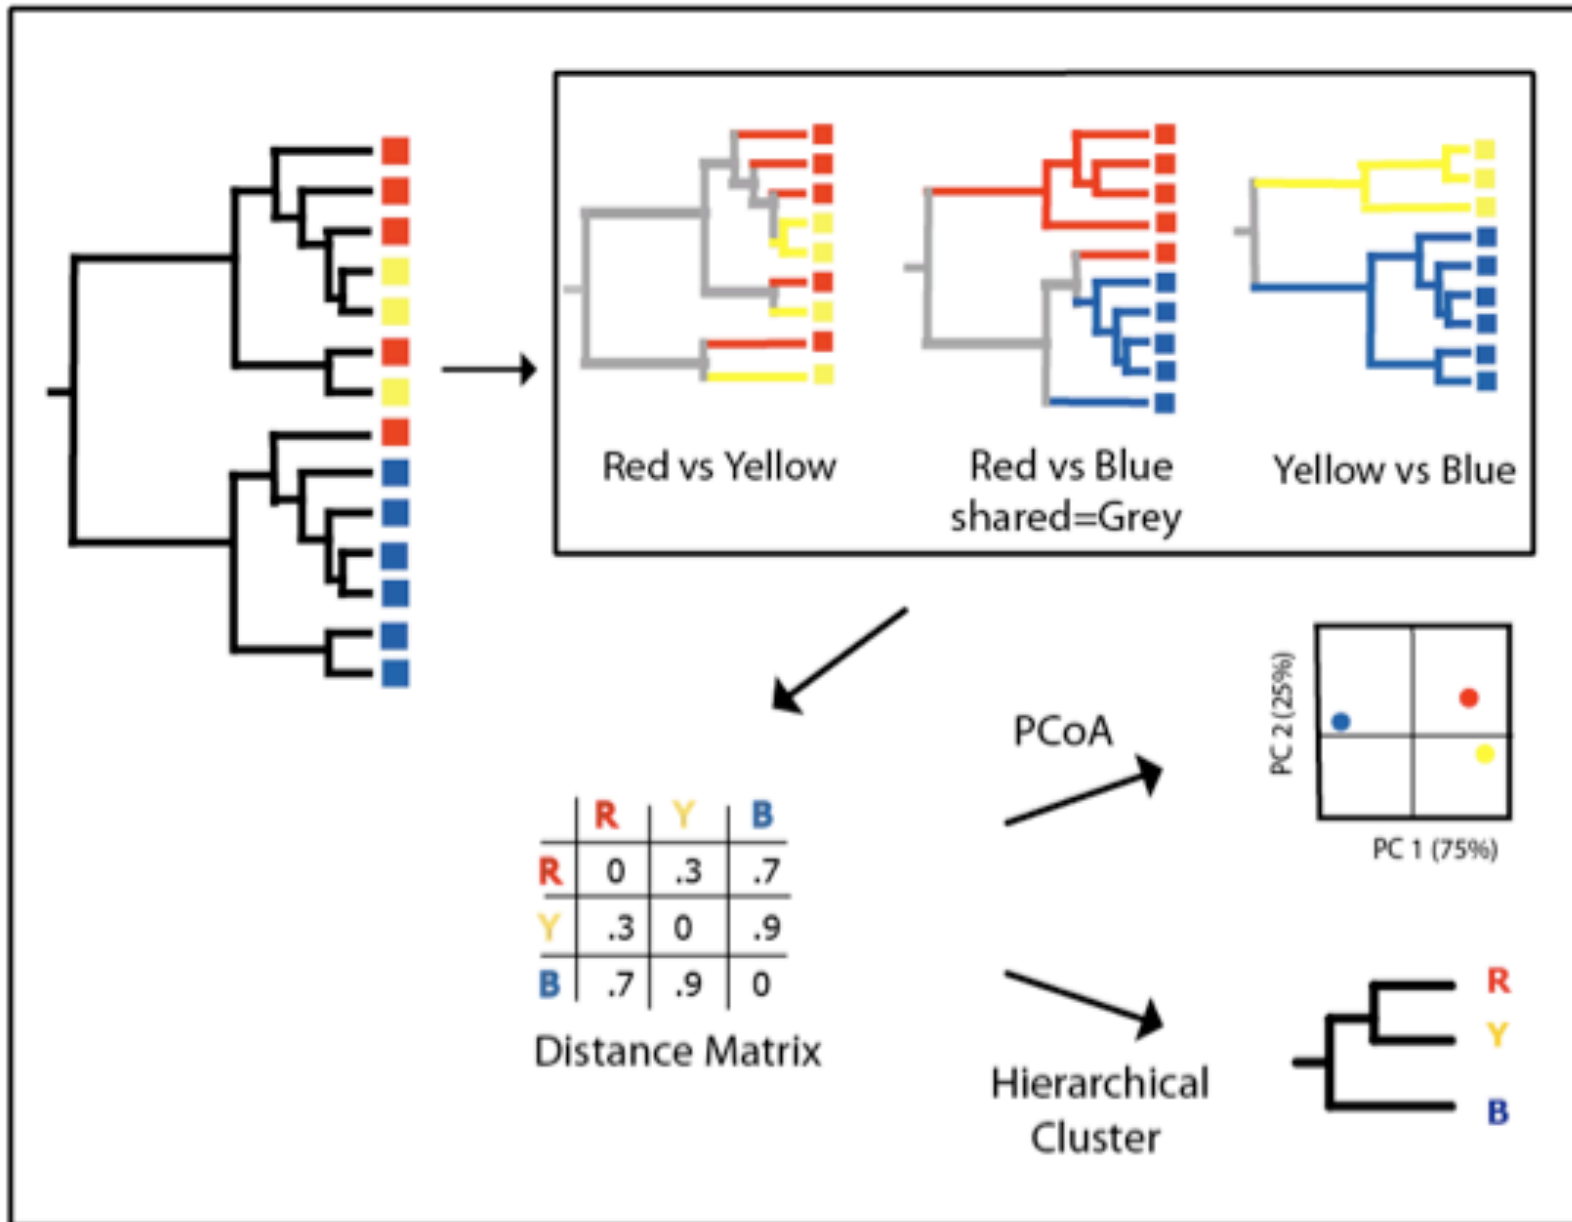 Red vs Yellow
Red vs Blue
shared=Grey
Yellow vs Blue
PCoA
PC 2 (25%)
PC 1 (75%)
R Y B
R 0 .3 .7
Y .3 0 .9
B .7 .9 0
Distance Matrix
Hierarchical
Cluster
R
Y
B